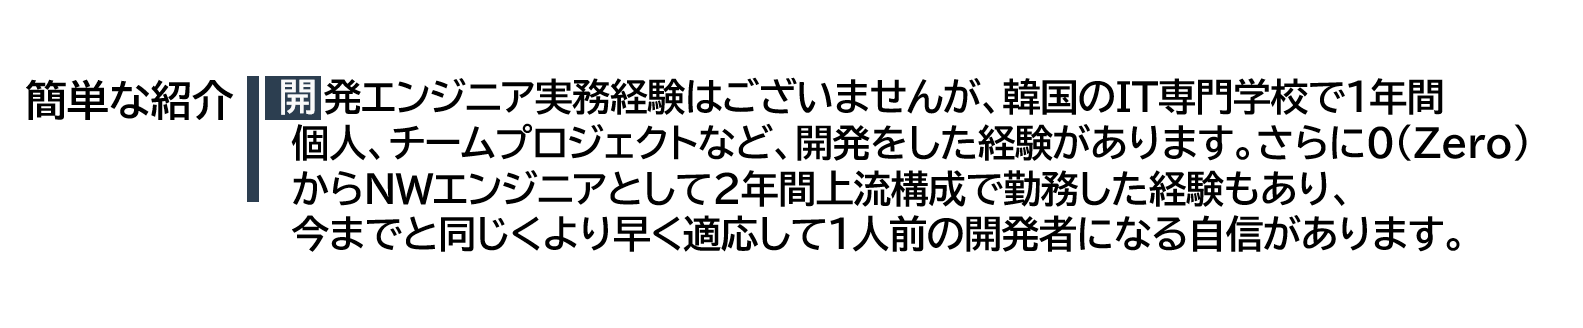 簡単な紹介
開発エンジニア実務経験はございませんが、韓国のIT専門学校で1年間
個人、チームプロジェクトなど、開発をした経験があります。さらに0(Zero)
からNWエンジニアとして2年間上流構成で勤務した経験もあり、
今までと同じくより早く適応して1人前の開発者になる自信があります。